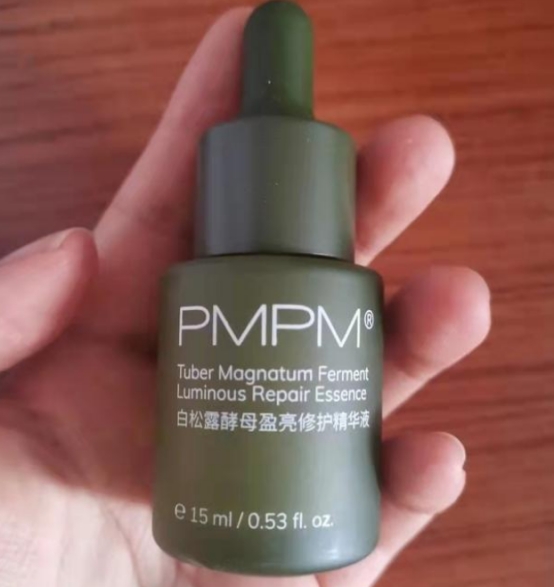 PMPM®
Tuber Magnatum Ferment
Luminous Repair Essence
白松露酵母盈亮修护精华液
℮ 15 ml / 0.53 fl. oz.